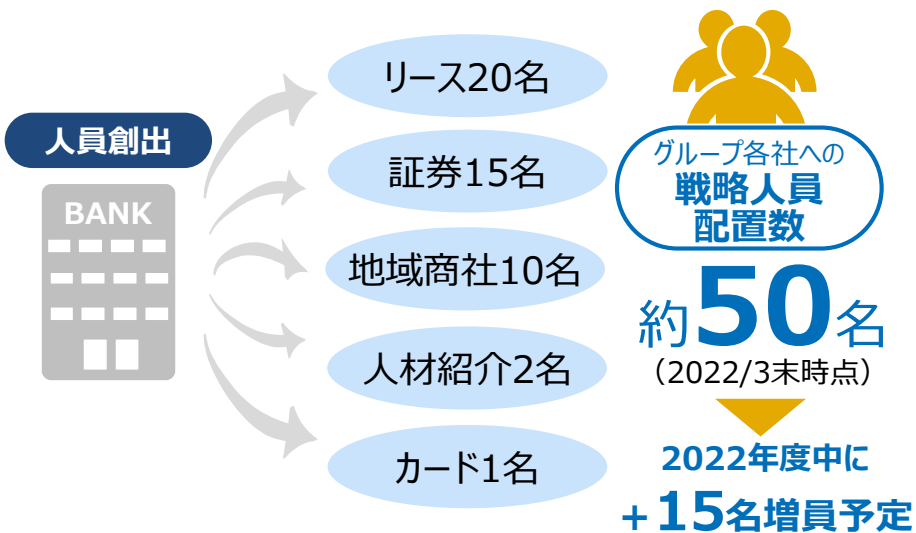 人員創出
BANK
リース20名
証券15名
地域商社10名
人材紹介2名
カード1名
グループ各社への
戦略人員
配置数
約50名
（2022/3末時点）
2022年度中に
+15名増員予定